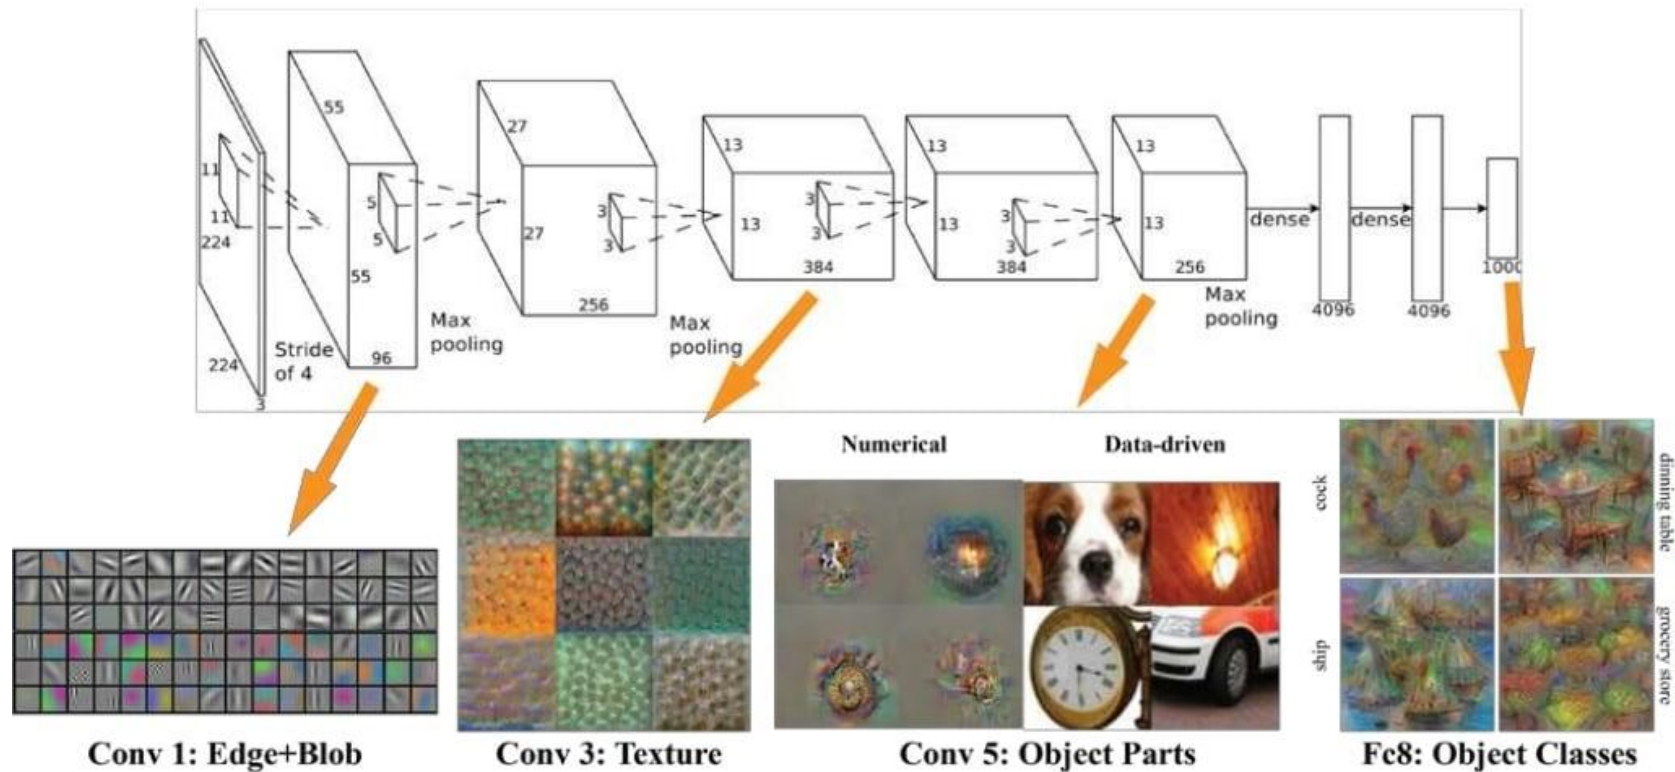 55
27
13
13
13
11
5
3
3
3
11
5
27
3
13
3
13
3
13
dense
dense
224
55
384
384
256
1000
256
Max
pooling
4096
4096
Max
pooling
Max
pooling
Stride
of 4
96
224
3
Numerical
Data-driven
cock
dinning table
ship
grocery store
Conv 1: Edge+Blob
Conv 3: Texture
Conv 5: Object Parts
Fc8: Object Classes